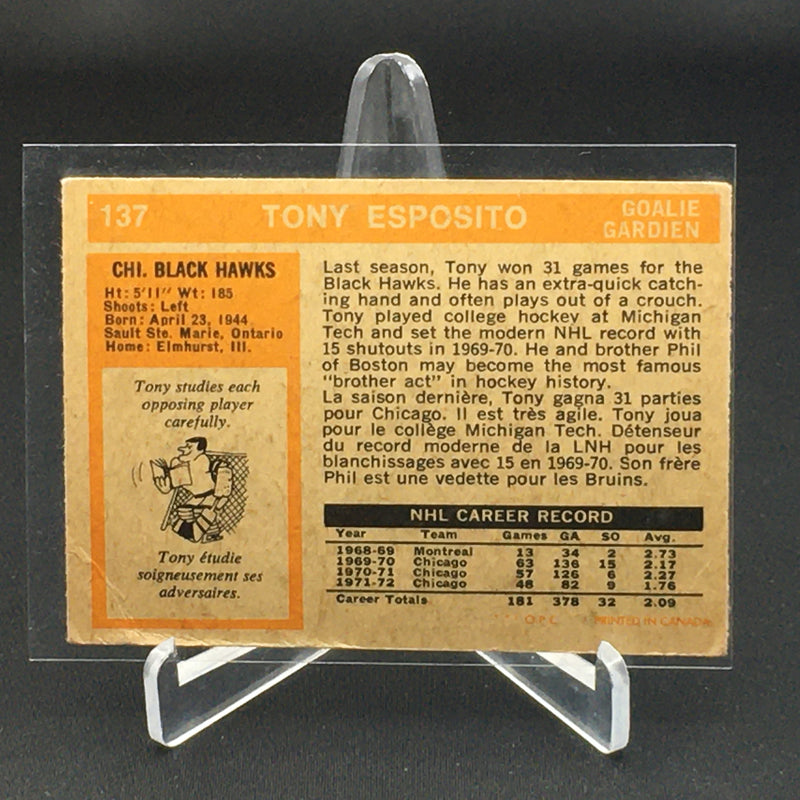 137 TONY ESPOSITO GOALIE
GARDIEN
CHI. BLACK HAWKS
Ht: 5'11" Wt: 185
Shoots: Left
Born: April 23, 1944
Sault Ste. Marie, Ontario
Home: Elmhurst, Ill.
Tony studies each
opposing player
carefully.
Tony étudie
soigneusement ses
adversaires.
Last season, Tony won 31 games for the
Black Hawks. He has an extra-quick catch-
ing hand and often plays out of a crouch.
Tony played college hockey at Michigan
Tech and set the modern NHL record with
15 shutouts in 1969-70. He and brother Phil
of Boston may become the most famous
"brother act" in hockey history.
La saison dernière, Tony gagna 31 parties
pour Chicago. Il est très agile. Tony joua
pour le collège Michigan Tech. Détenseur
du record moderne de la LNH pour les
blanchissages avec 15 en 1969-70. Son frère
Phil est une vedette pour les Bruins.
NHL CAREER RECORD
Year Team Games GA SO Avg.
1968-69 Montreal 13 34 2 2.73
1969-70 Chicago 63 136 15 2.17
1970-71 Chicago 57 126 6 2.27
1971-72 Chicago 48 82 9 1.76
Career Totals 181 378 32 2.09
O.P.C. PRINTED IN CANADA